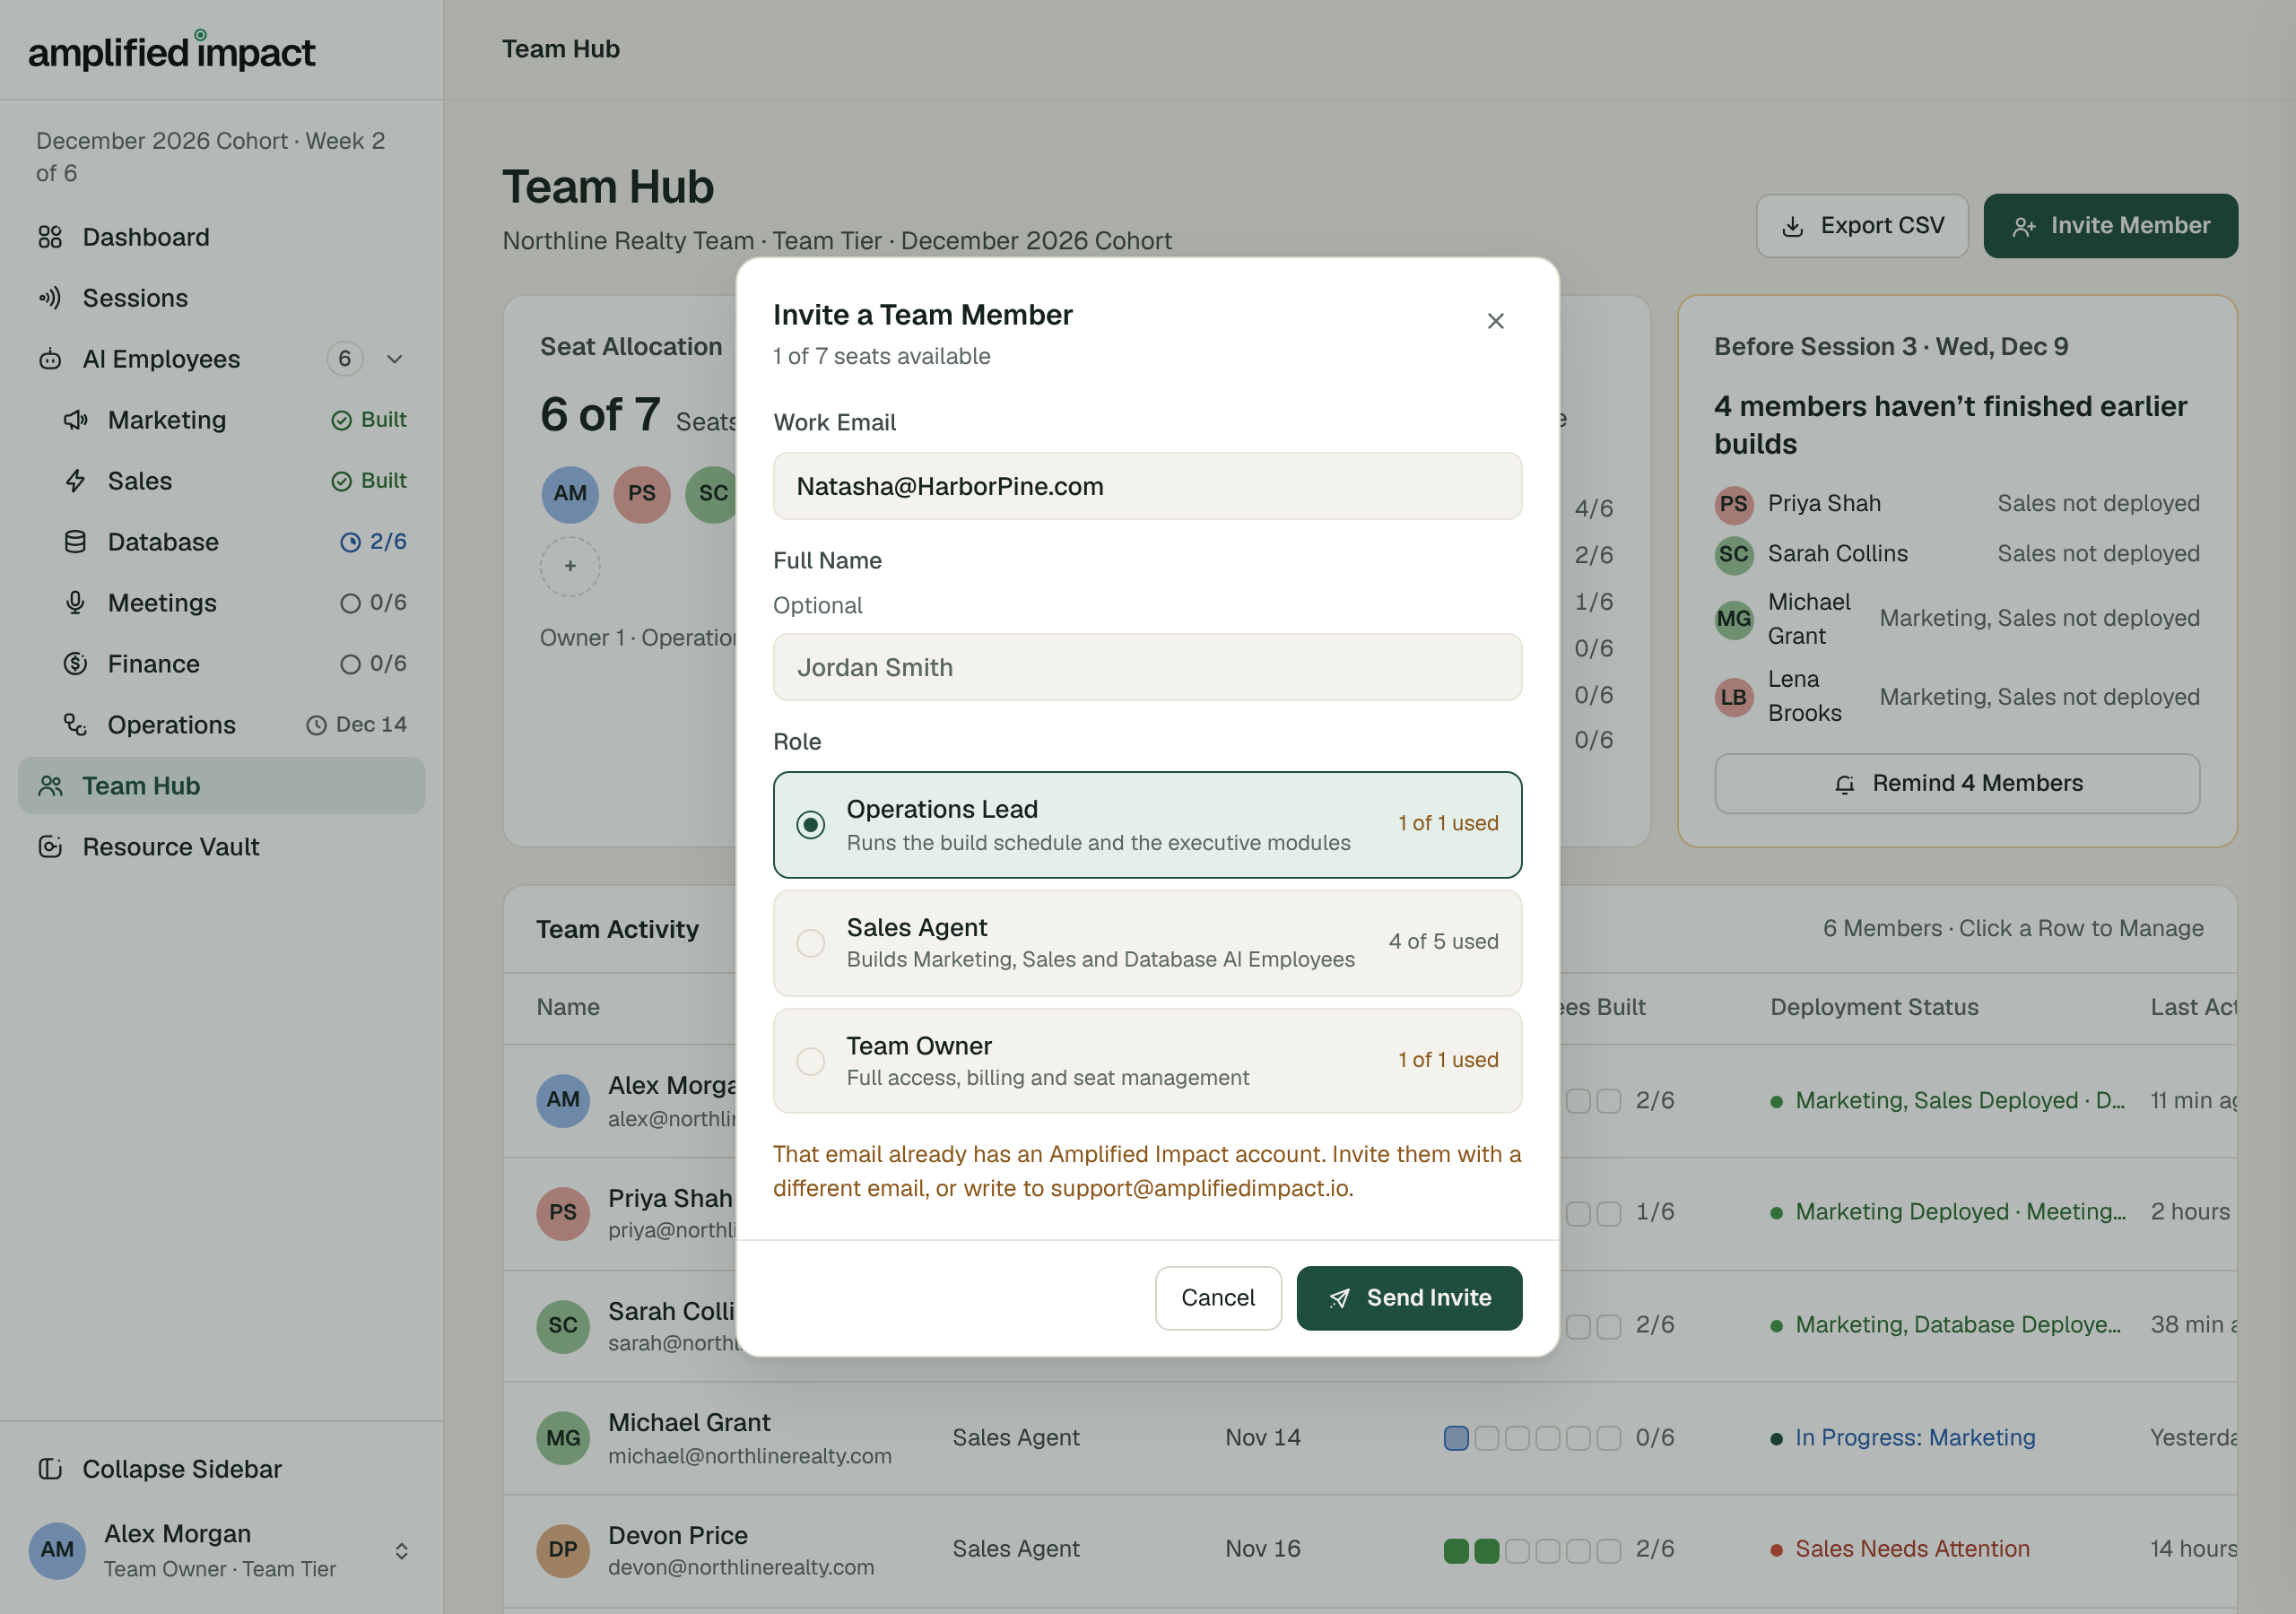 amplified impact
December 2026 Cohort · Week 2
of 6
Dashboard
Sessions
AI Employees 6
Marketing Built
Sales Built
Database 2/6
Meetings 0/6
Finance 0/6
Operations Dec 14
Team Hub
Resource Vault
Collapse Sidebar
AM
Alex Morgan
Team Owner · Team Tier
Team Hub
Team Hub
Northline Realty Team · Team Tier · December 2026 Cohort
Export CSV
Invite Member
Seat Allocation
6 of 7 Seats
AM PS SC
+
Owner 1 ·
4/6
2/6
1/6
0/6
0/6
0/6
Before Session 3 · Wed, Dec 9
4 members haven’t finished earlier
builds
PS Priya Shah Sales not deployed
SC Sarah Collins Sales not deployed
MG Michael
Grant Marketing, Sales not deployed
LB Lena
Brooks Marketing, Sales not deployed
Remind 4 Members
Invite a Team Member
1 of 7 seats available
Work Email
Natasha@HarborPine.com
Full Name
Optional
Jordan Smith
Role
Operations Lead
Runs the build schedule and the executive modules
1 of 1 used
Sales Agent
Builds Marketing, Sales and Database AI Employees
4 of 5 used
Team Owner
Full access, billing and seat management
1 of 1 used
That email already has an Amplified Impact account. Invite them with a
different email, or write to support@amplifiedimpact.io.
Cancel
Send Invite
Team Activity
6 Members · Click a Row to Manage
Name Built Deployment Status Last
AM Alex
2/6 Marketing, Sales Deployed · D... 11 min
PS Priya Shah
1/6 Marketing Deployed · Meeting... 2 hours
SC Sarah
2/6 Marketing, Database Deploye... 38 min
MG Michael Grant
michael@northlinerealty.com
Sales Agent Nov 14 0/6 In Progress: Marketing
DP Devon Price
devon@northlinerealty.com
Sales Agent Nov 16 2/6 Sales Needs Attention 14 hours